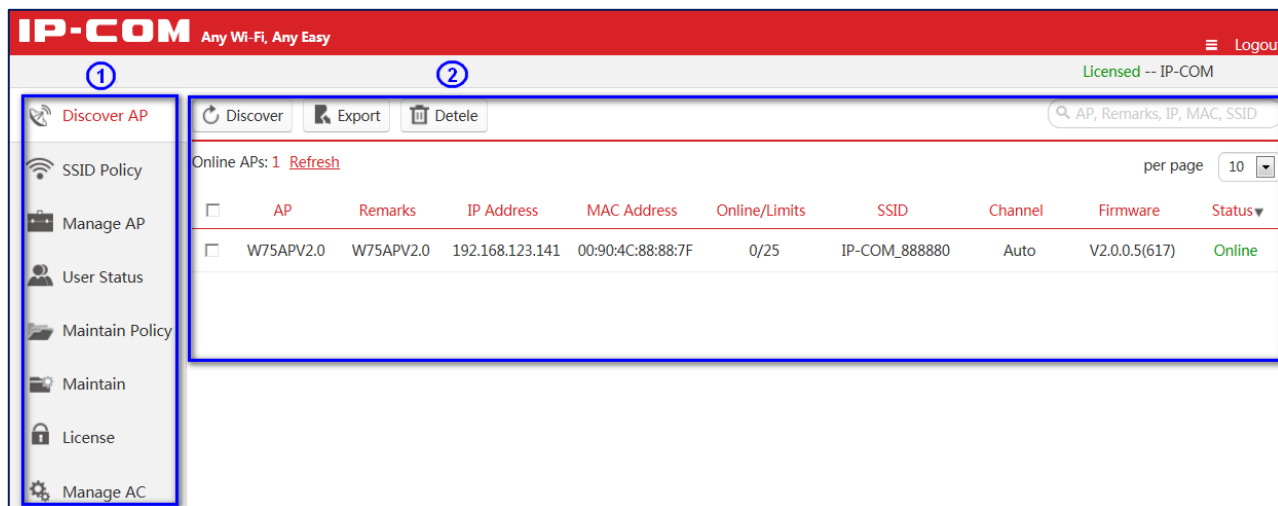 IP-COM Any Wi-Fi, Any Easy
Logout
Licensed -- IP-COM
1
2
Discover AP
SSID Policy
Manage AP
User Status
Maintain Policy
Maintain
License
Manage AC
Discover Export Detele
AP, Remarks, IP, MAC, SSID
Online APs: 1 Refresh
per page 10
AP Remarks IP Address MAC Address Online/Limits SSID Channel Firmware Status▼
W75APV2.0 W75APV2.0 192.168.123.141 00:90:4C:88:88:7F 0/25 IP-COM_888880 Auto V2.0.0.5(617) Online